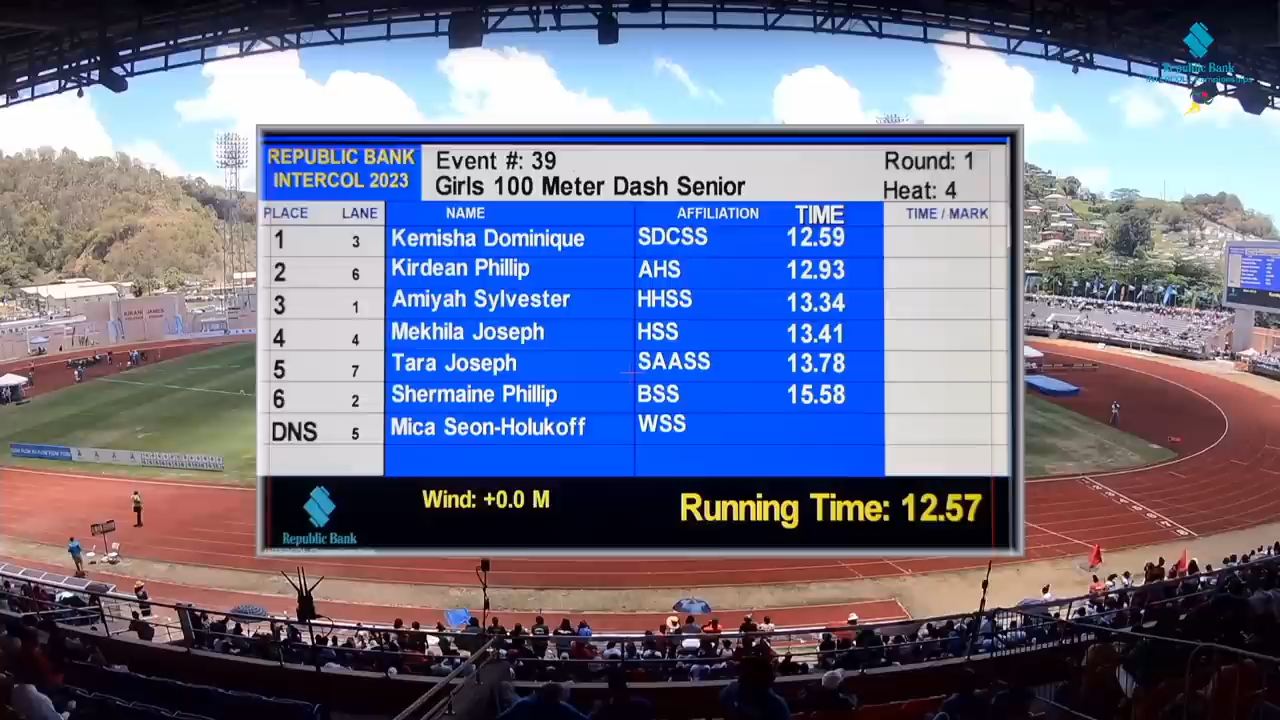 Republic Bank
INTERCOL Championships
REPUBLIC BANK
INTERCOL 2023
Event #: 39
Girls 100 Meter Dash Senior
Round: 1
Heat: 4
PLACE LANE NAME AFFILIATION TIME TIME / MARK
1 3 Kemisha Dominique SDCSS 12.59
2 6 Kirdean Phillip AHS 12.93
3 1 Amiyah Sylvester HHSS 13.34
4 4 Mekhila Joseph HSS 13.41
5 7 Tara Joseph SAASS 13.78
6 2 Shermaine Phillip BSS 15.58
DNS 5 Mica Seon-Holukoff WSS
Wind: +0.0 M
Running Time: 12.57
Republic Bank
KIRANI JAMES